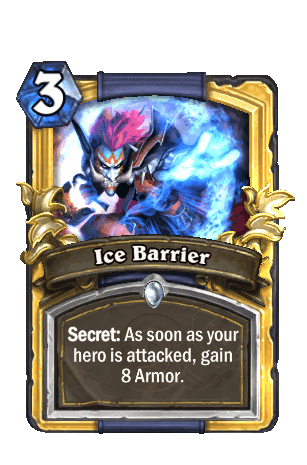 3
Ice Barrier
Secret: As soon as your
hero is attacked, gain
8 Armor.